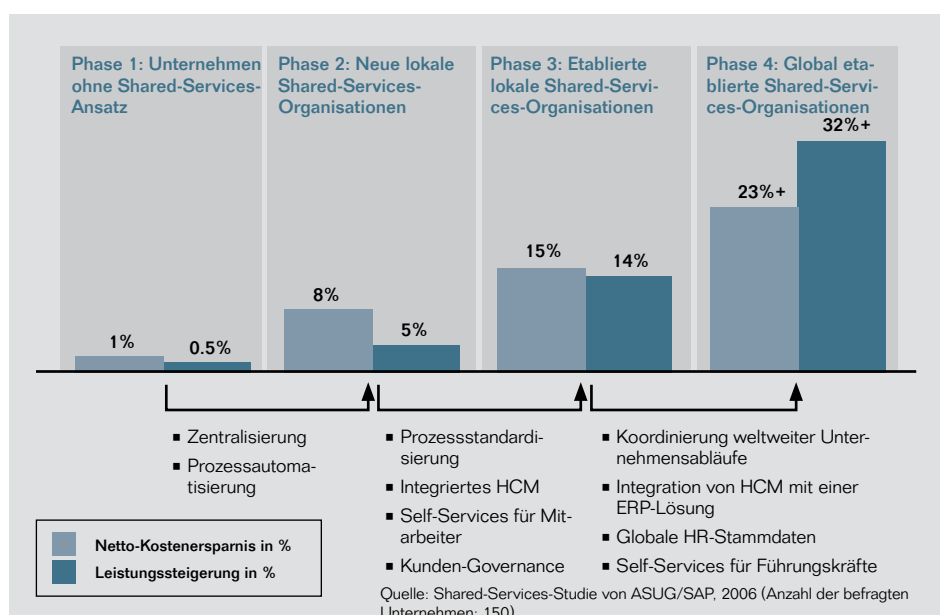 Phase 1: Unternehmen
ohne Shared-Services-
Ansatz
Phase 2: Neue lokale
Shared-Services-
Organisationen
Phase 3: Etablierte
lokale Shared-Servi-
ces-Organisationen
Phase 4: Global eta-
blierte Shared-Servi-
ces-Organisationen
1%
0.5%
8%
5%
15%
14%
23%+
32%+
▪ Zentralisierung
▪ Prozessautoma-
tisierung
▪ Prozessstandardi-
sierung
▪ Integriertes HCM
▪ Self-Services für Mit-
arbeiter
▪ Kunden-Governance
▪ Koordinierung weltweiter Unter-
nehmensabläufe
▪ Integration von HCM mit einer
ERP-Lösung
▪ Globale HR-Stammdaten
▪ Self-Services für Führungskräfte
Netto-Kostenersparnis in %
Leistungssteigerung in %
Quelle: Shared-Services-Studie von ASUG/SAP, 2006 (Anzahl der befragten
Unternehmen: 150)